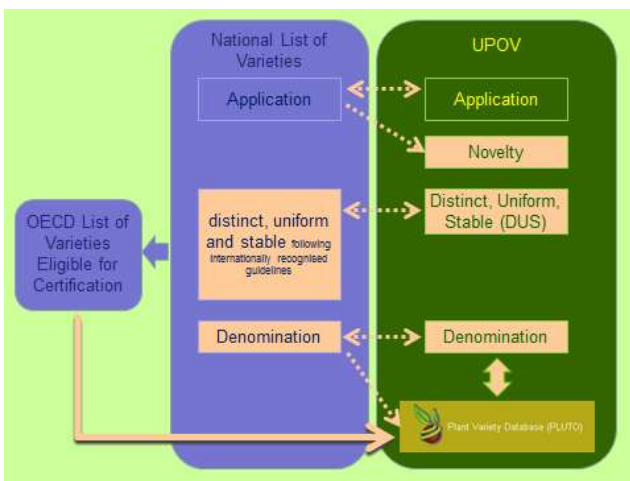 National List of
Varieties
Application
distinct, uniform
and stable following
internationally recognised
guidelines
Denomination
OECD List of
Varieties
Eligible for
Certification
UPOV
Application
Novelty
Distinct, Uniform,
Stable (DUS)
Denomination
Plant Variety Database (PLUTO)